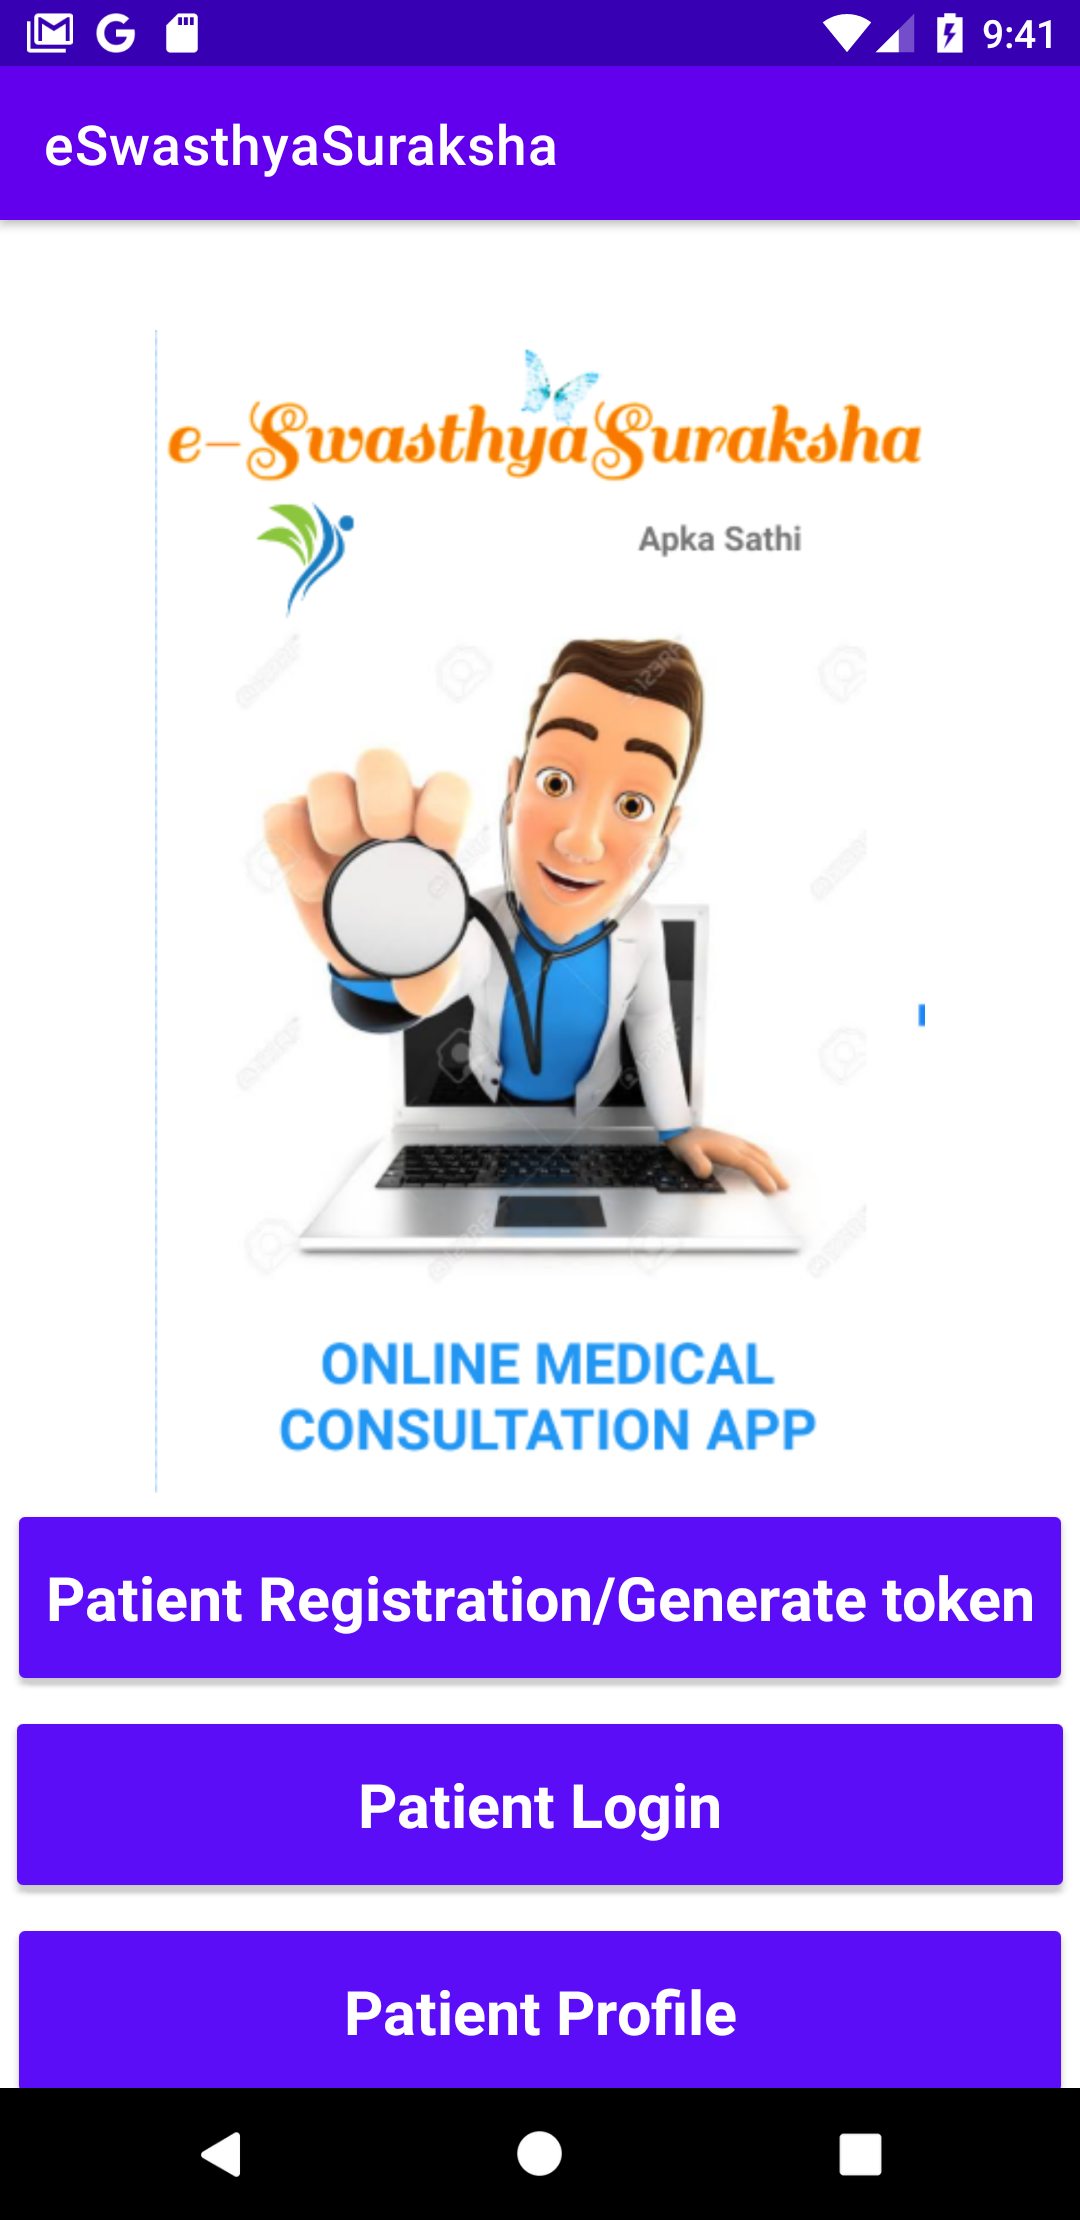 9:41
eSwasthyaSuraksha
e-SwasthyaSuraksha
Apka Sathi
ONLINE MEDICAL
CONSULTATION APP
Patient Registration/Generate token
Patient Login
Patient Profile